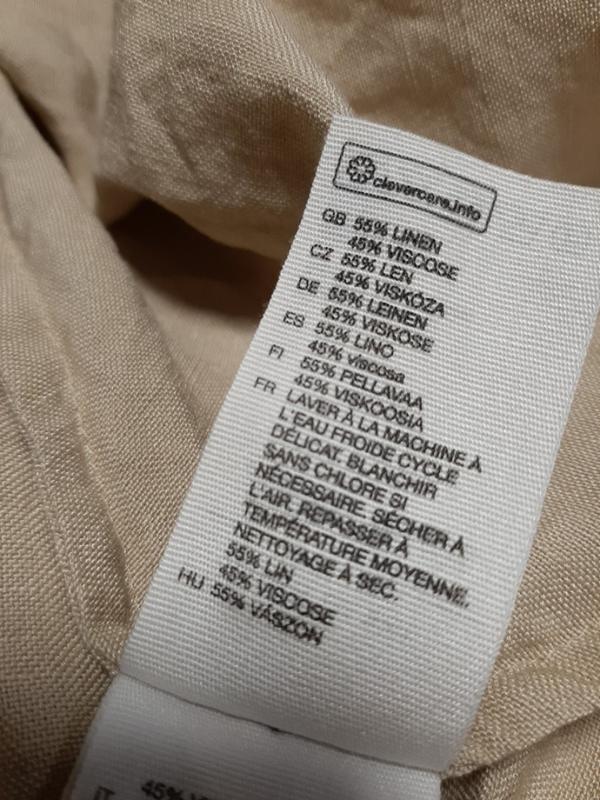 clevercare.info
GB 55% LINEN
45% VISCOSE
CZ 55% LEN
45% VISKÓZA
DE 55% LEINEN
45% VISKOSE
ES 55% LINO
45% viscosa
FI 55% PELLAVAA
45% VISKOOSIA
FR LAVER À LA MACHINE À
L'EAU FROIDE CYCLE
DÉLICAT. BLANCHIR
SANS CHLORE SI
NÉCESSAIRE. SÉCHER À
L'AIR. REPASSER À
TEMPÉRATURE MOYENNE.
NETTOYAGE À SEC.
55% LIN
45% VISCOSE
HU 55% VÁSZON
45%
IT